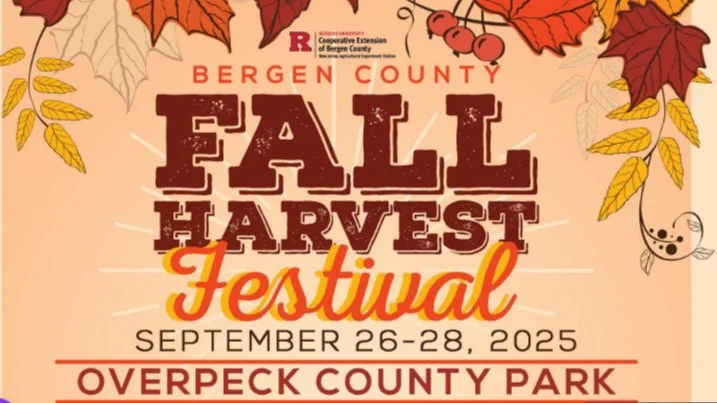 R
RUTGERS UNIVERSITY
Cooperative Extension
of Bergen County
New Jersey Agricultural Experiment Station
BERGEN COUNTY
FALL
HARVEST
Festival
SEPTEMBER 26-28, 2025
OVERPECK COUNTY PARK